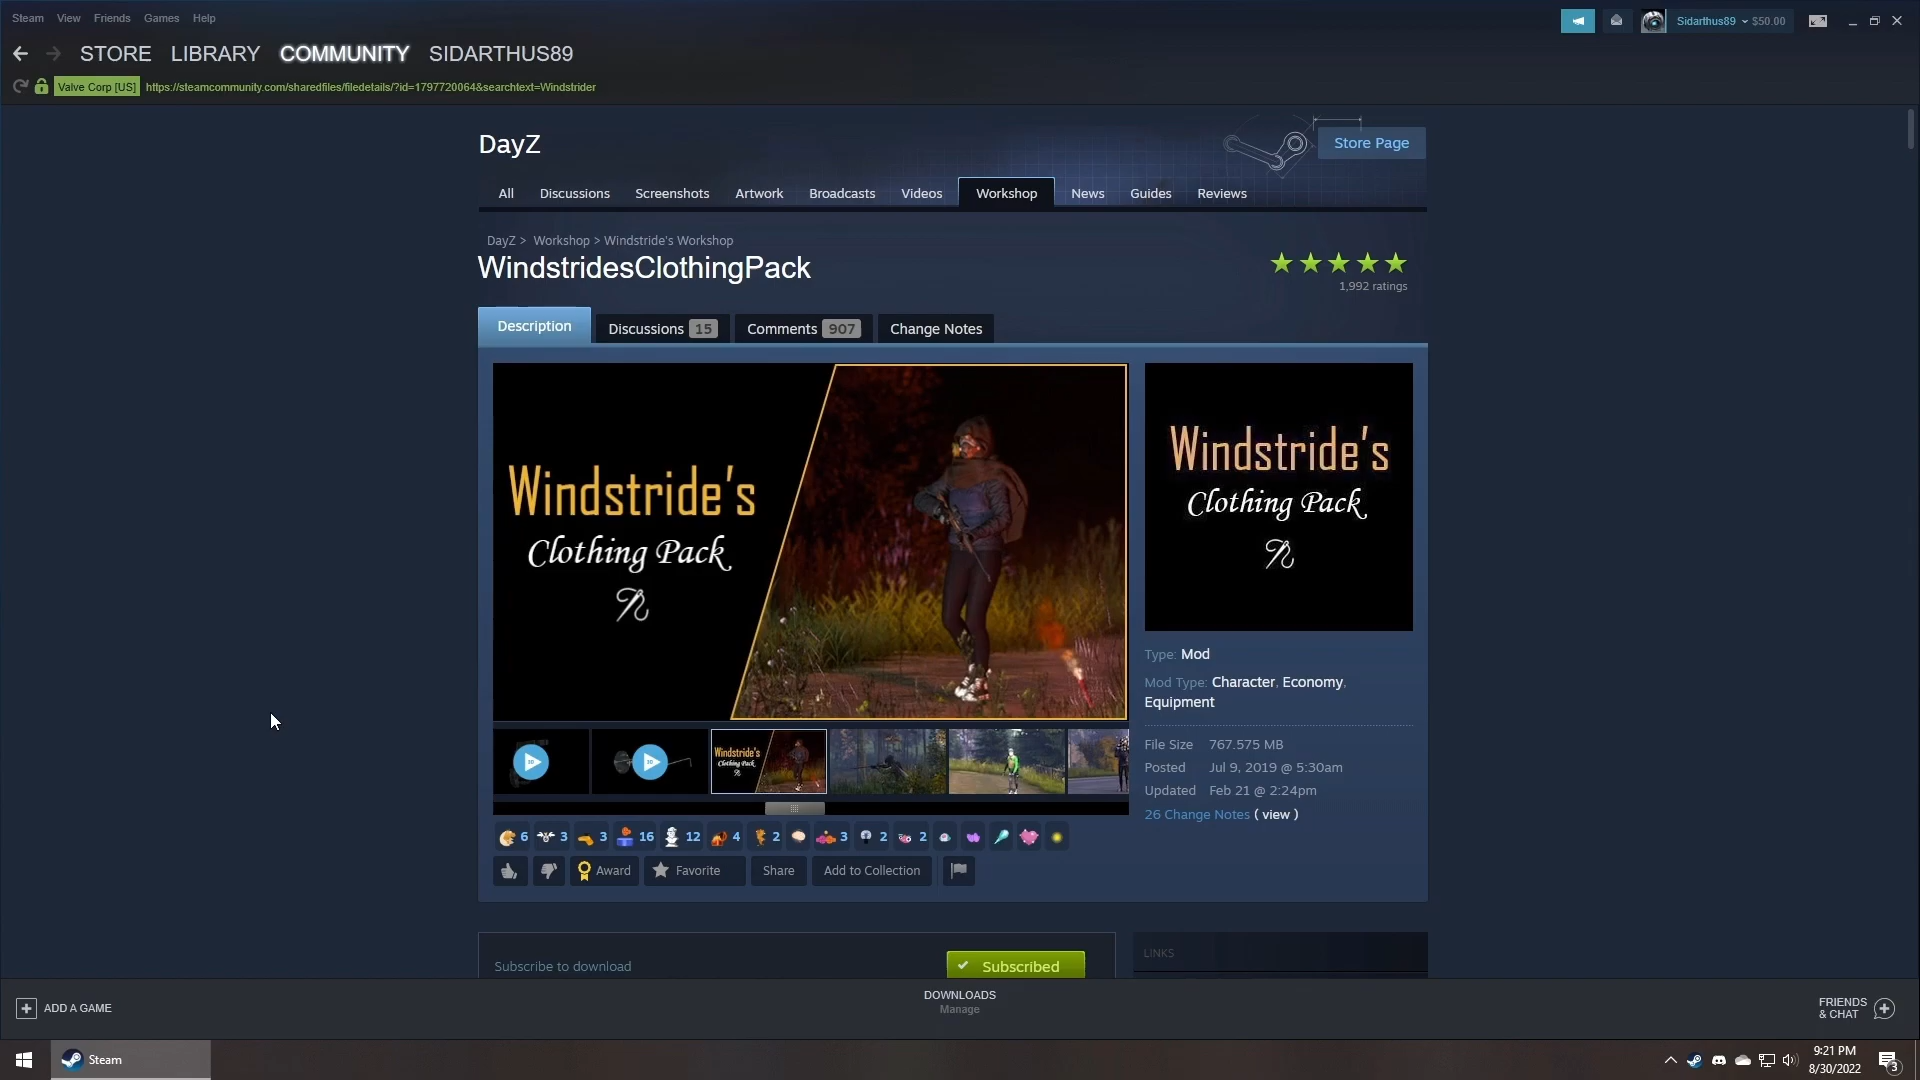 Steam View Friends Games Help
Sidarthus89 $50.00
STORE LIBRARY COMMUNITY SIDARTHUS89
Valve Corp [US] https://steamcommunity.com/sharedfiles/filedetails/?id=1797720064&searchtext=Windstrider
DayZ
Store Page
All Discussions Screenshots Artwork Broadcasts Videos Workshop News Guides Reviews
DayZ > Workshop > Windstride's Workshop
WindstridesClothingPack
1,992 ratings
Description Discussions 15 Comments 907 Change Notes
Windstride's
Clothing Pack
Windstride's
Clothing Pack
Type: Mod
Mod Type: Character, Economy,
Equipment
Windstride's
Clothing Pack
File Size 767.575 MB
Posted Jul 9, 2019 @ 5:30am
Updated Feb 21 @ 2:24pm
26 Change Notes ( view )
6 3 3 16 12 4 2 3 2 2
Award Favorite Share Add to Collection
Subscribe to download
Subscribed
LINKS
ADD A GAME
DOWNLOADS
Manage
FRIENDS
& CHAT
Steam
9:21 PM
8/30/2022
3